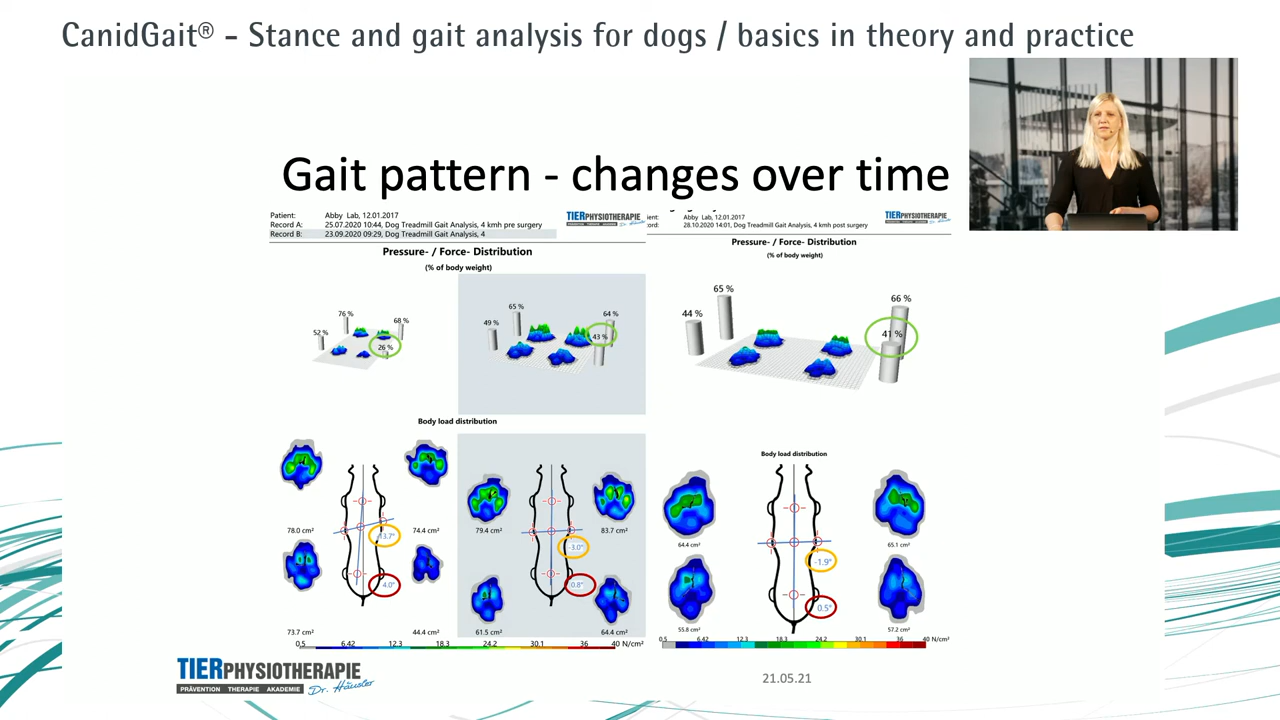 CanidGait® - Stance and gait analysis for dogs / basics in theory and practice
Gait pattern - changes over time
Patient: Abby Lab, 12.01.2017
Record A: 25.07.2020 10:44, Dog Treadmill Gait Analysis, 4 kmh pre surgery
Record B: 23.09.2020 09:29, Dog Treadmill Gait Analysis, 4
TIERPHYSIOTHERAPIE
Pressure- / Force- Distribution
(% of body weight)
52 %
76 %
68 %
26 %
49 %
65 %
64 %
43 %
Body load distribution
78.0 cm²
74.4 cm²
13.7°
4.0°
73.7 cm²
44.4 cm²
79.4 cm²
83.7 cm²
-3.0°
0.8°
61.5 cm²
64.4 cm²
0.5 6.42 12.3 18.3 24.2 30.1 36 40 N/cm²
ient: Abby Lab, 12.01.2017
ord: 28.10.2020 14:01, Dog Treadmill Gait Analysis, 4 kmh post surgery
TIERPHYSIOTHERAPIE
Pressure- / Force- Distribution
(% of body weight)
44 %
65 %
66 %
41 %
Body load distribution
64.4 cm²
65.1 cm²
-1.9°
0.5°
55.8 cm²
57.2 cm²
0.5 6.42 12.3 18.3 24.2 30.1 36 40 N/cm²
TIERPHYSIOTHERAPIE
PRÄVENTION THERAPIE AKADEMIE Dr. Häusler
21.05.21